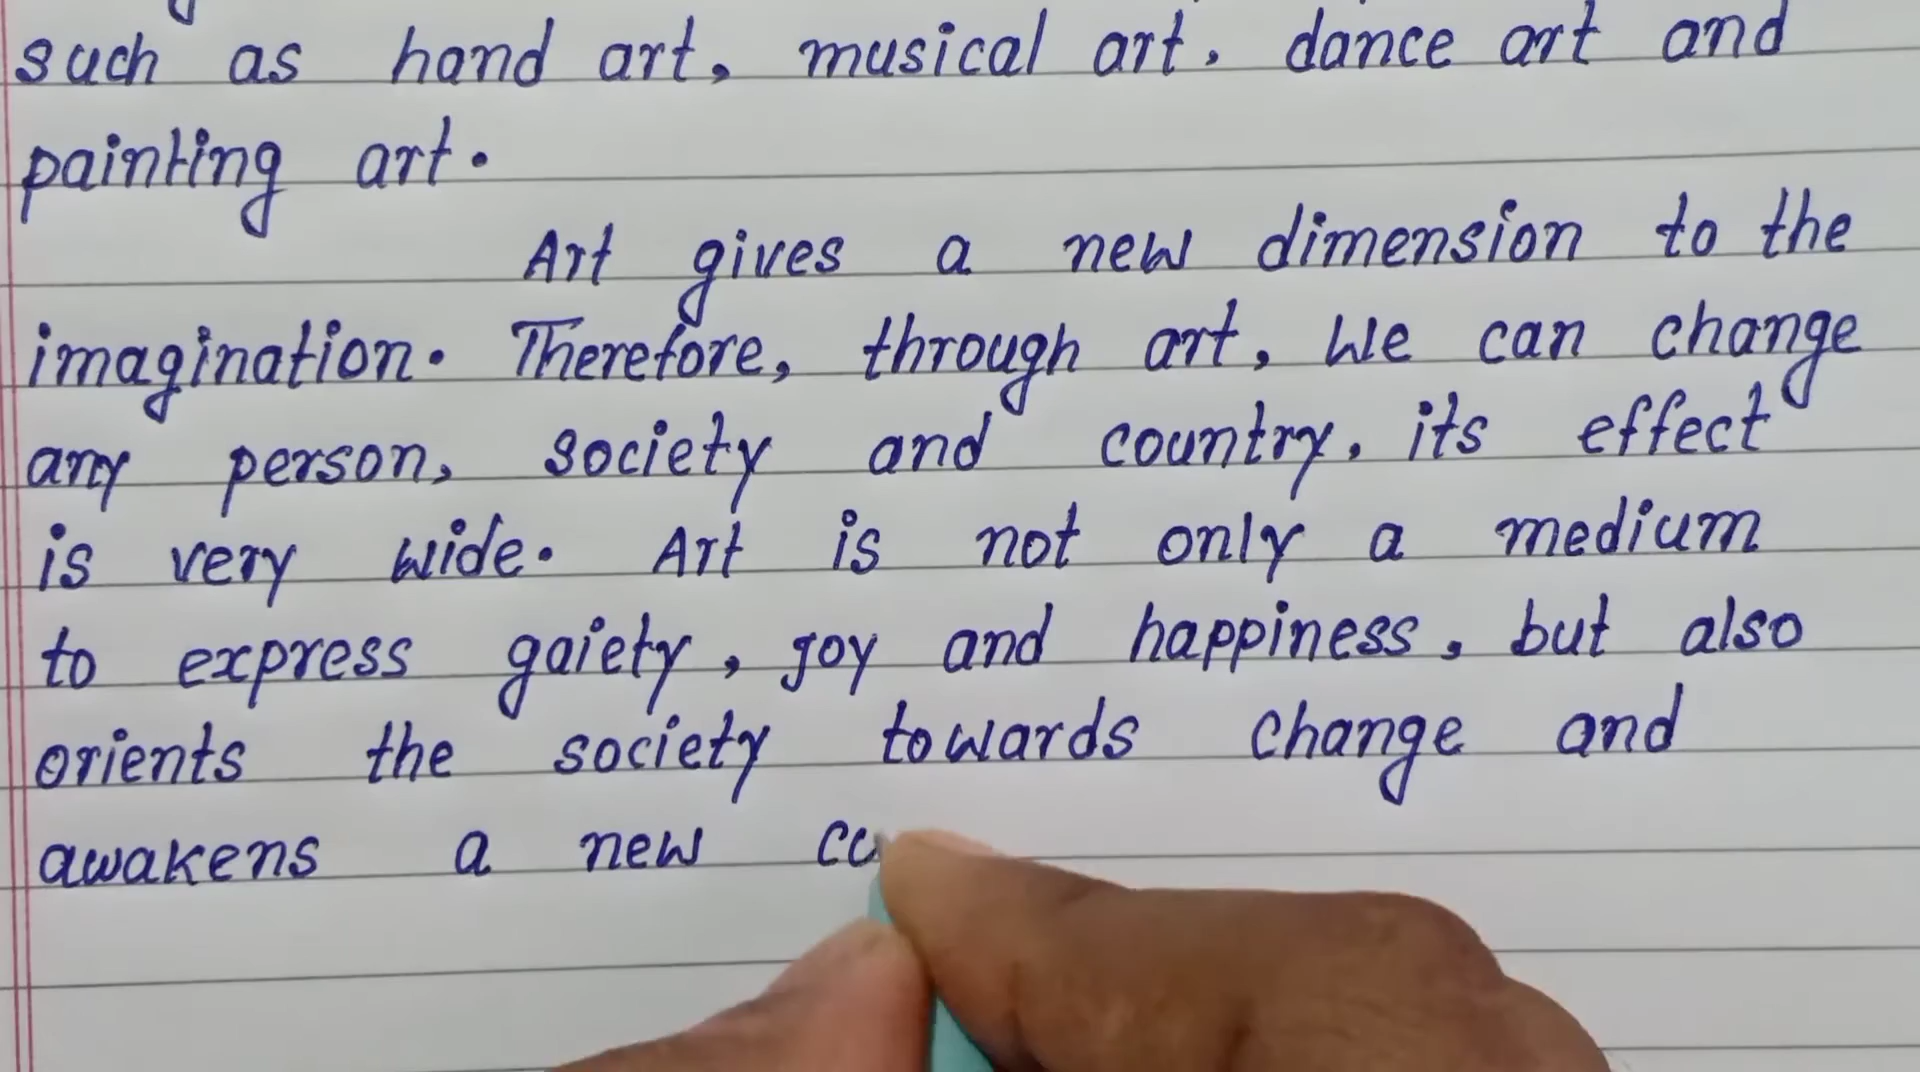 such as hand art, musical art, dance art and
painting art.
Art gives a new dimension to the
imagination. Therefore, through art, We can change
any person, society and country, its effect
is very wide. Art is not only a medium
to express gaiety, joy and happiness, but also
orients the society towards change and
awakens a new